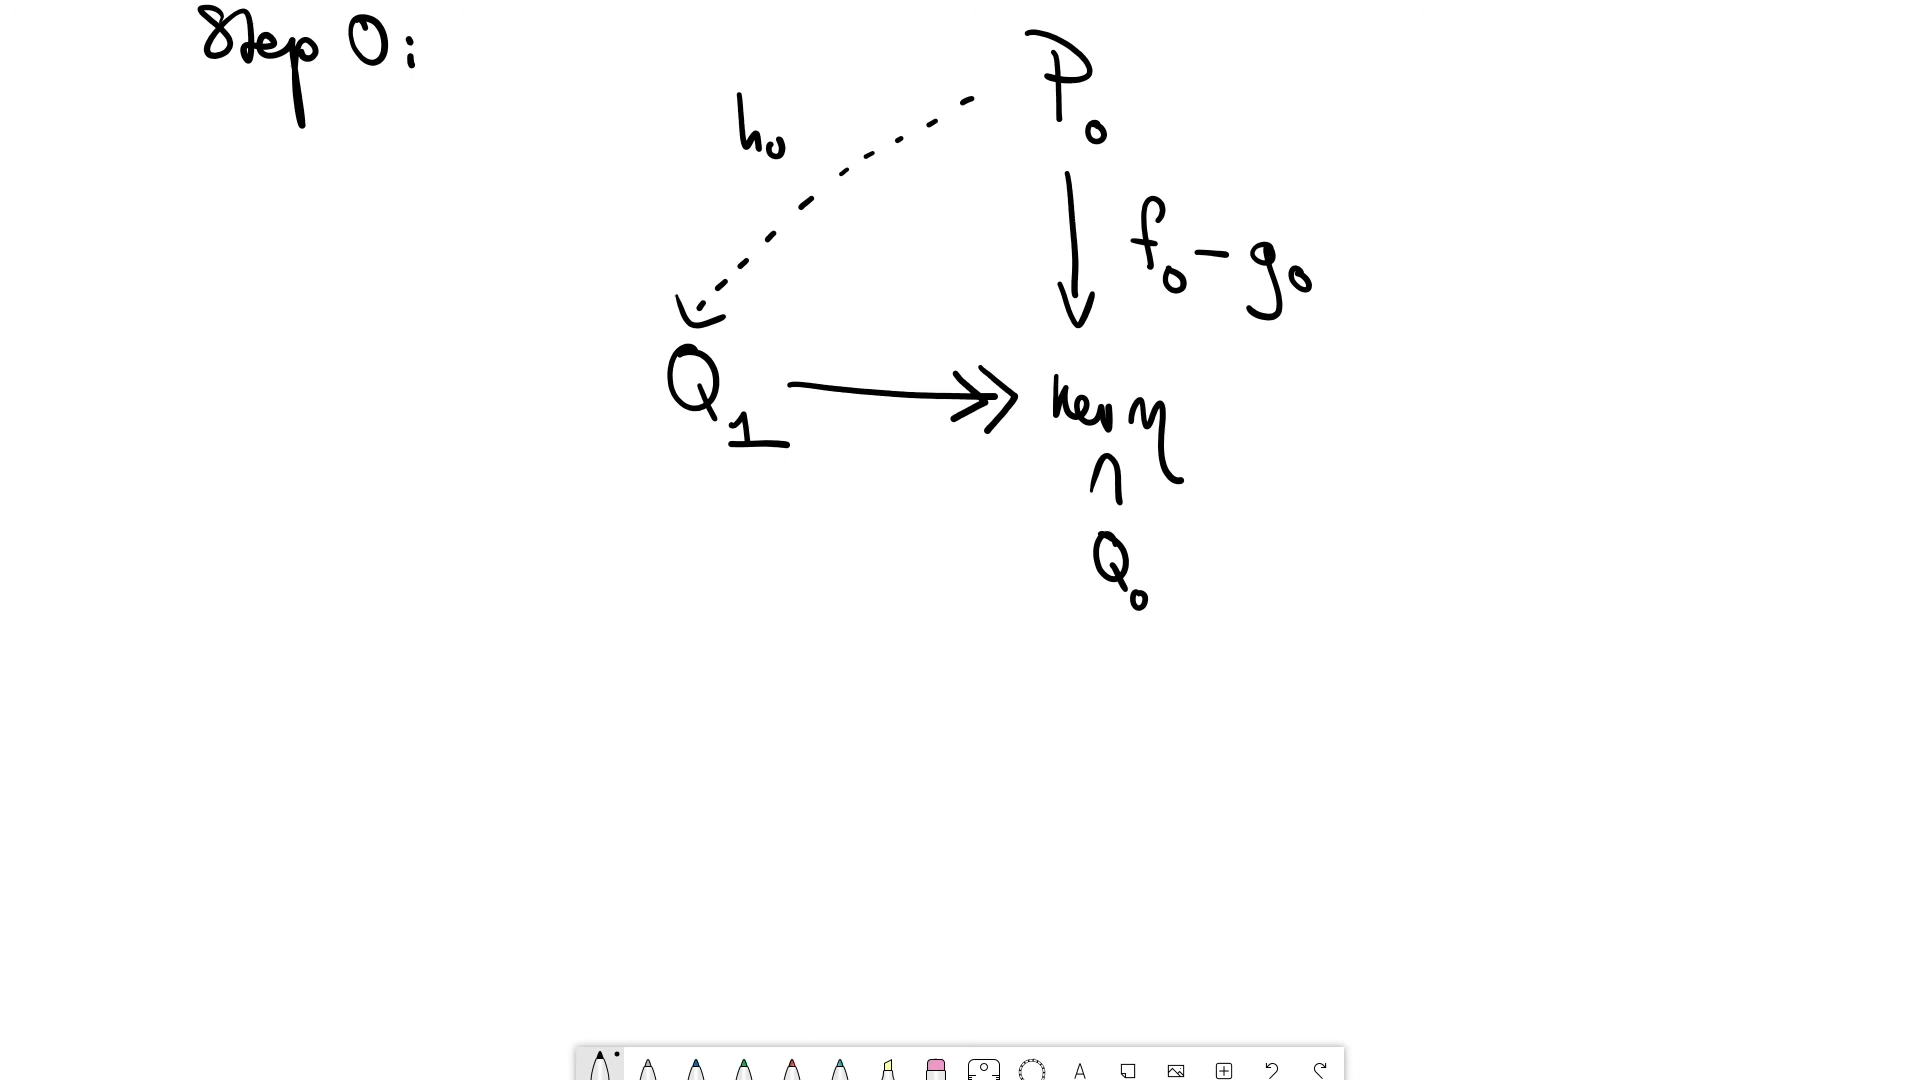 Step 0:
P₀
h₀
f₀ - g₀
Q₁ ↠ ker η
∩
Q₀
A